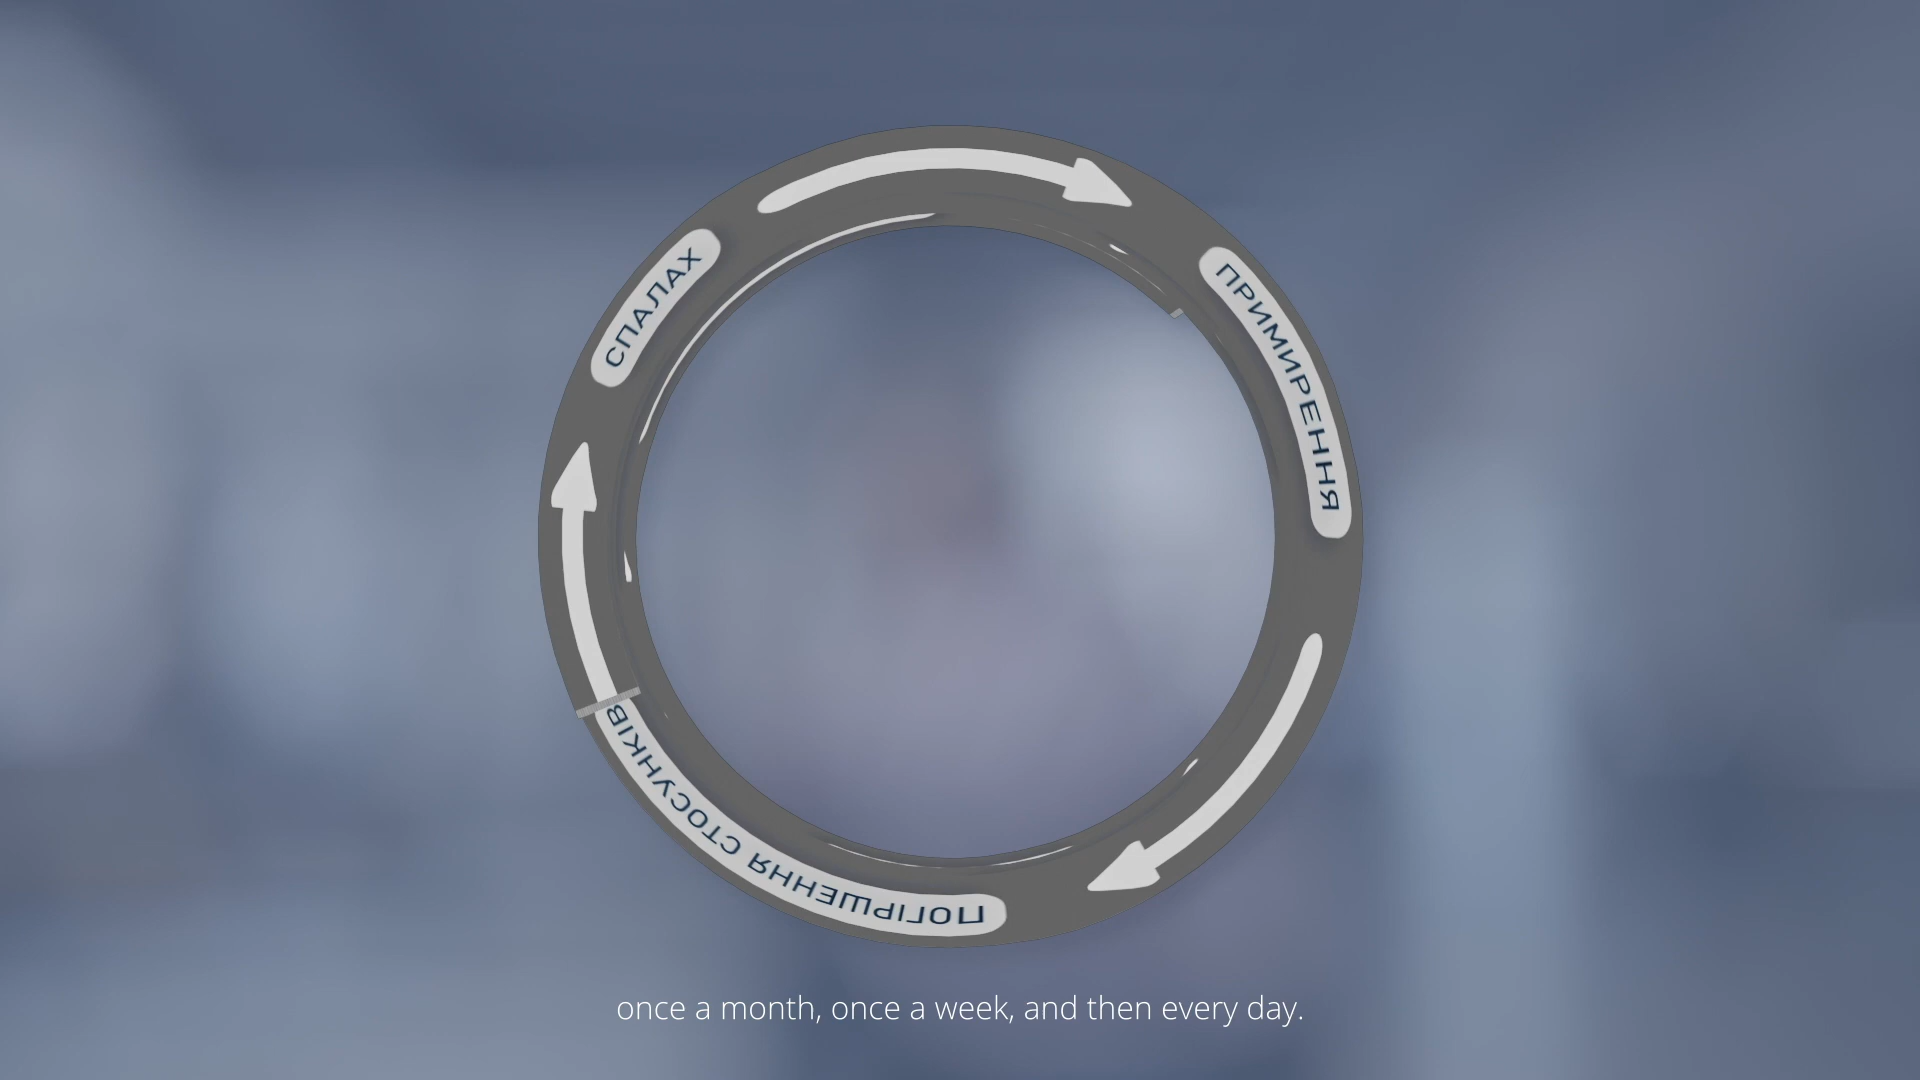 СПАЛАХ
ПРИМИРЕННЯ
ПОГІРШЕННЯ СТОСУНКІВ
once a month, once a week, and then every day.